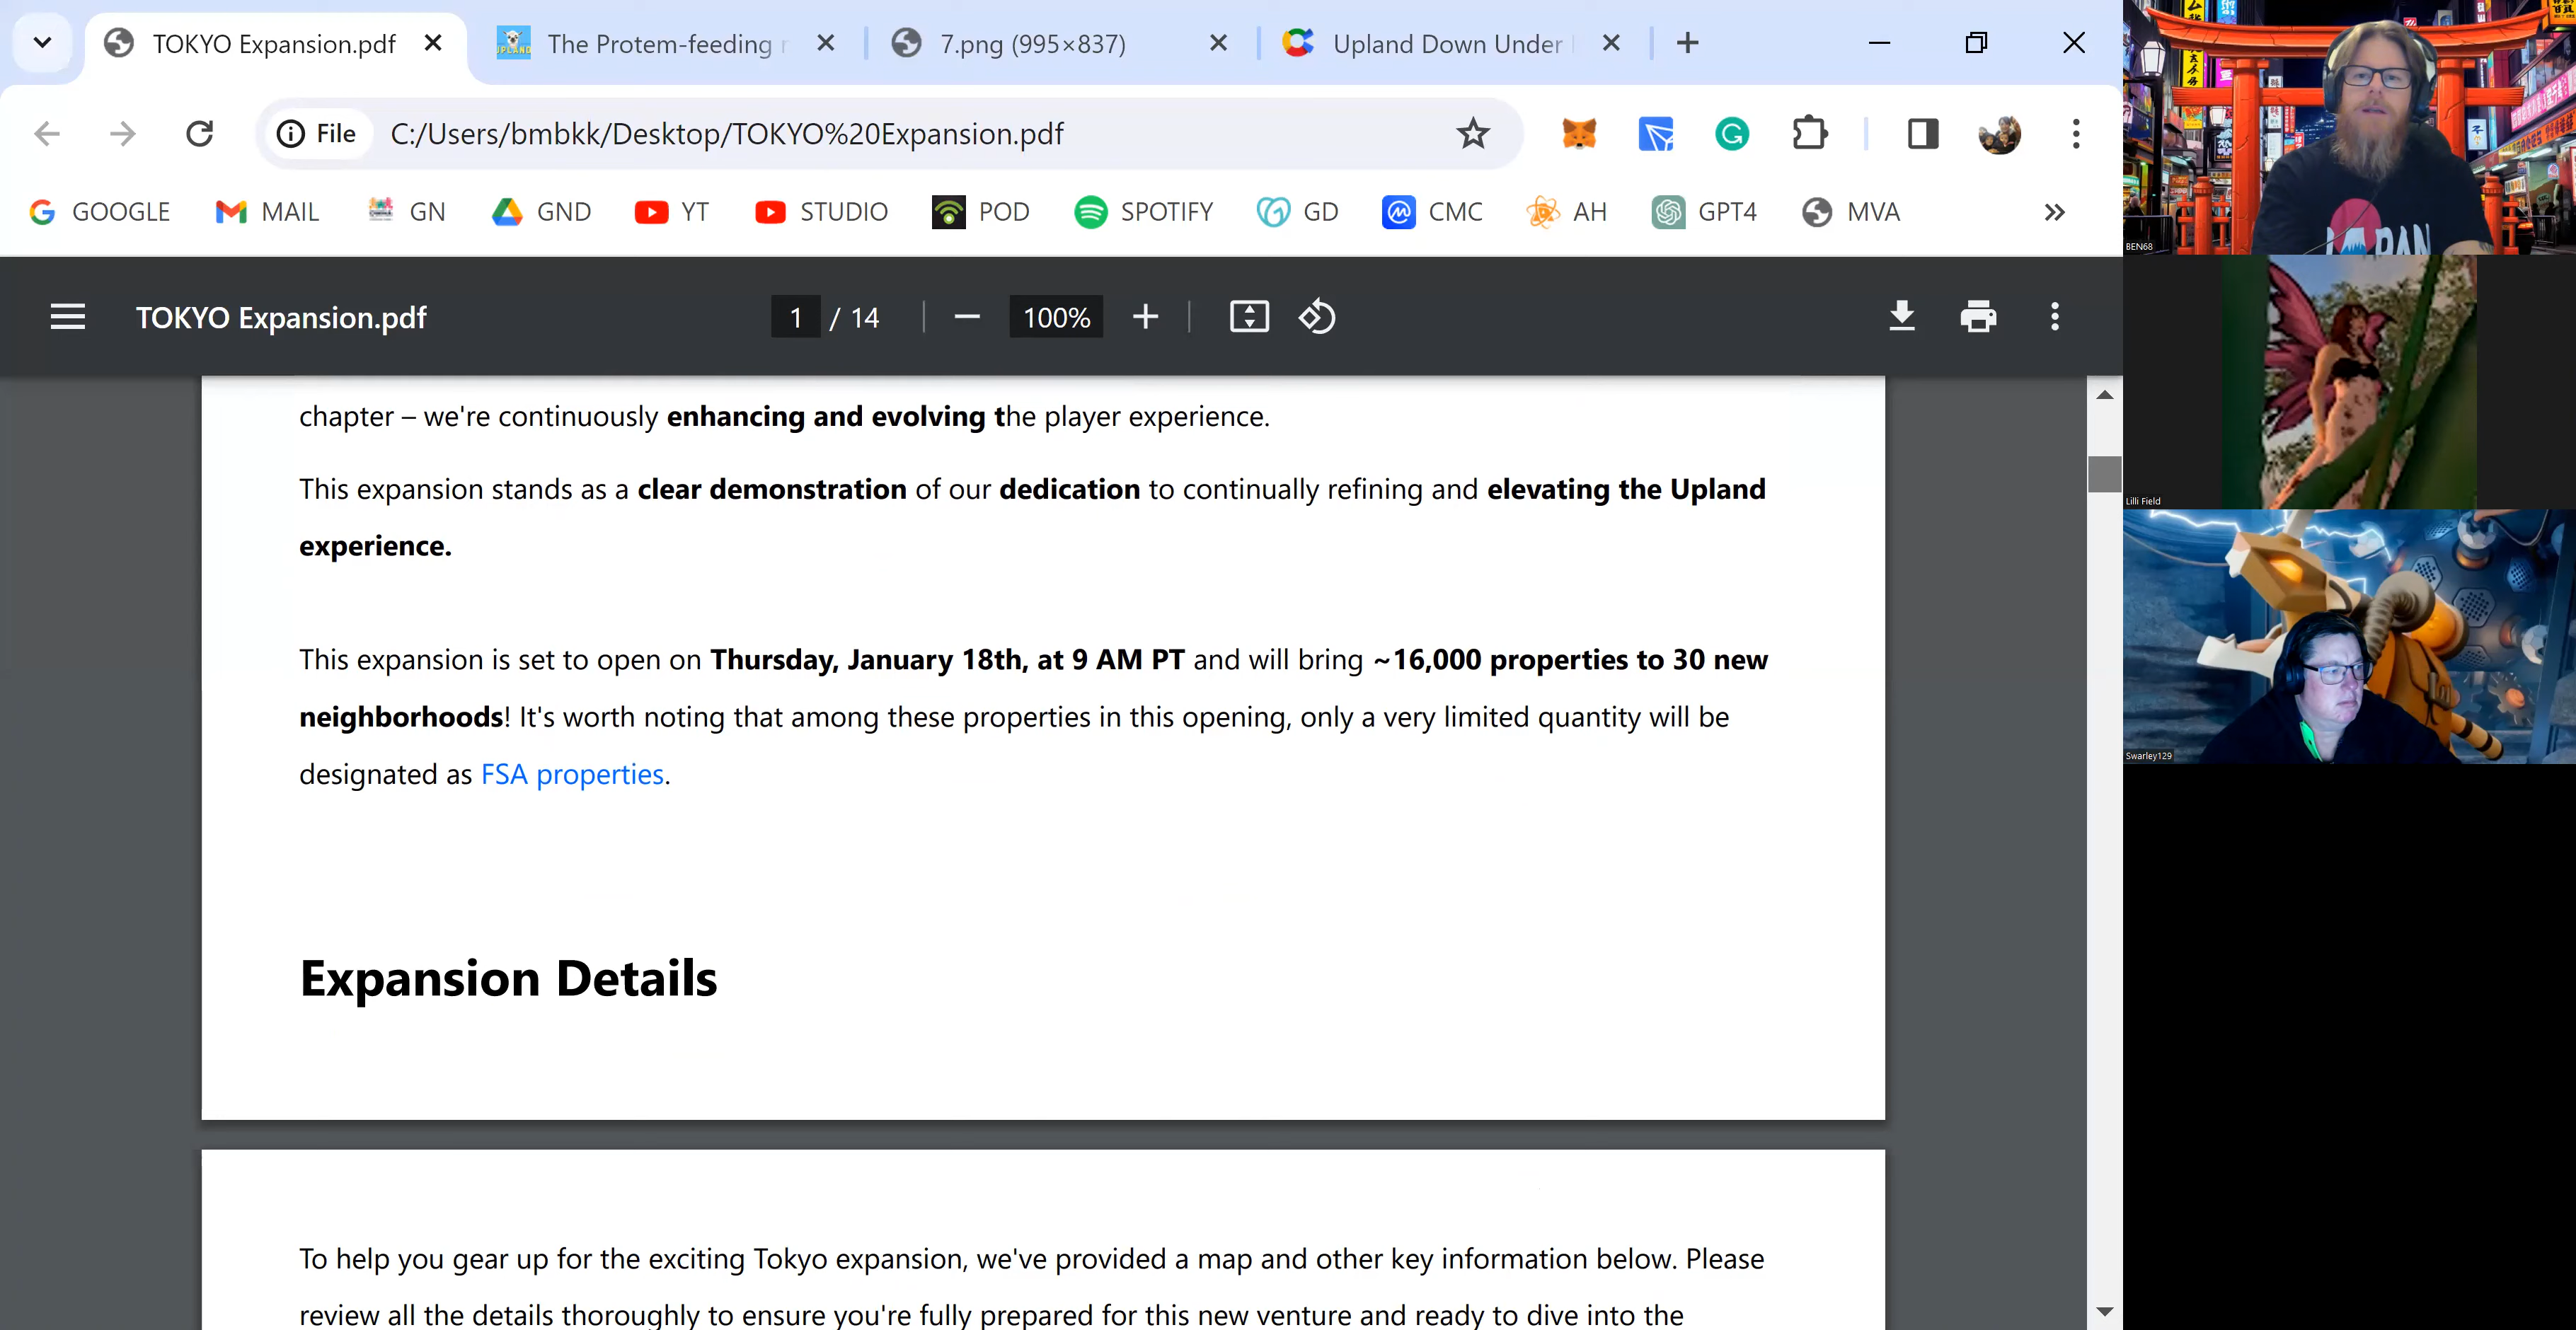 TOKYO Expansion.pdf
The Protem-feeding
7.png (995×837)
Upland Down Under
File
C:/Users/bmbkk/Desktop/TOKYO%20Expansion.pdf
GOOGLE MAIL GN GND YT STUDIO POD SPOTIFY GD CMC AH GPT4 MVA
TOKYO Expansion.pdf
1 / 14
100%
chapter – we're continuously enhancing and evolving the player experience.
This expansion stands as a clear demonstration of our dedication to continually refining and elevating the Upland
experience.
This expansion is set to open on Thursday, January 18th, at 9 AM PT and will bring ~16,000 properties to 30 new
neighborhoods! It's worth noting that among these properties in this opening, only a very limited quantity will be
designated as FSA properties.
Expansion Details
To help you gear up for the exciting Tokyo expansion, we've provided a map and other key information below. Please
review all the details thoroughly to ensure you're fully prepared for this new venture and ready to dive into the
BEN68
Lilli Field
Swarley129